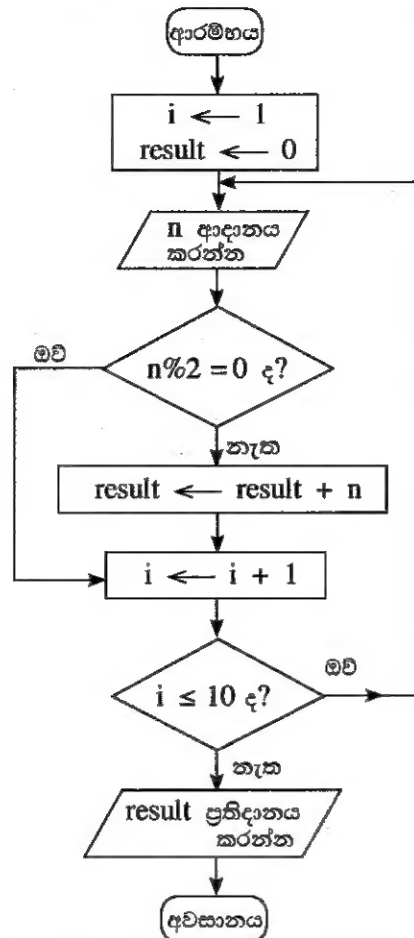 ආරම්භය
i ← 1
result ← 0
n ආදානය
කරන්න
n%2 = 0 ද?
ඔව්
නැත
result ← result + n
i ← i + 1
i ≤ 10 ද?
ඔව්
නැත
result ප්‍රතිදානය
කරන්න
අවසානය